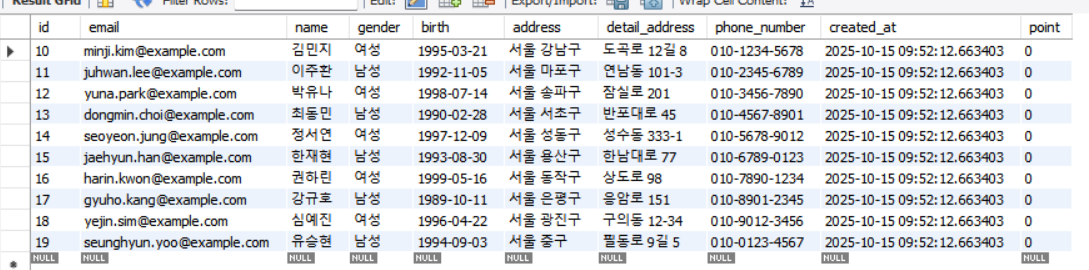 Result Grid Filter Rows: Edit: Export/Import: Wrap Cell Content:
id email name gender birth address detail_address phone_number created_at point
10 minji.kim@example.com 김민지 여성 1995-03-21 서울 강남구 도곡로 12길 8 010-1234-5678 2025-10-15 09:52:12.663403 0
11 juhwan.lee@example.com 이주환 남성 1992-11-05 서울 마포구 연남동 101-3 010-2345-6789 2025-10-15 09:52:12.663403 0
12 yuna.park@example.com 박유나 여성 1998-07-14 서울 송파구 잠실로 201 010-3456-7890 2025-10-15 09:52:12.663403 0
13 dongmin.choi@example.com 최동민 남성 1990-02-28 서울 서초구 반포대로 45 010-4567-8901 2025-10-15 09:52:12.663403 0
14 seoyeon.jung@example.com 정서연 여성 1997-12-09 서울 성동구 성수동 333-1 010-5678-9012 2025-10-15 09:52:12.663403 0
15 jaehyun.han@example.com 한재현 남성 1993-08-30 서울 용산구 한남대로 77 010-6789-0123 2025-10-15 09:52:12.663403 0
16 harin.kwon@example.com 권하린 여성 1999-05-16 서울 동작구 상도로 98 010-7890-1234 2025-10-15 09:52:12.663403 0
17 gyuho.kang@example.com 강규호 남성 1989-10-11 서울 은평구 응암로 151 010-8901-2345 2025-10-15 09:52:12.663403 0
18 yejin.sim@example.com 심예진 여성 1996-04-22 서울 광진구 구의동 12-34 010-9012-3456 2025-10-15 09:52:12.663403 0
19 seunghyun.yoo@example.com 유승현 남성 1994-09-03 서울 중구 필동로 9길 5 010-0123-4567 2025-10-15 09:52:12.663403 0
NULL NULL NULL NULL NULL NULL NULL NULL NULL NULL